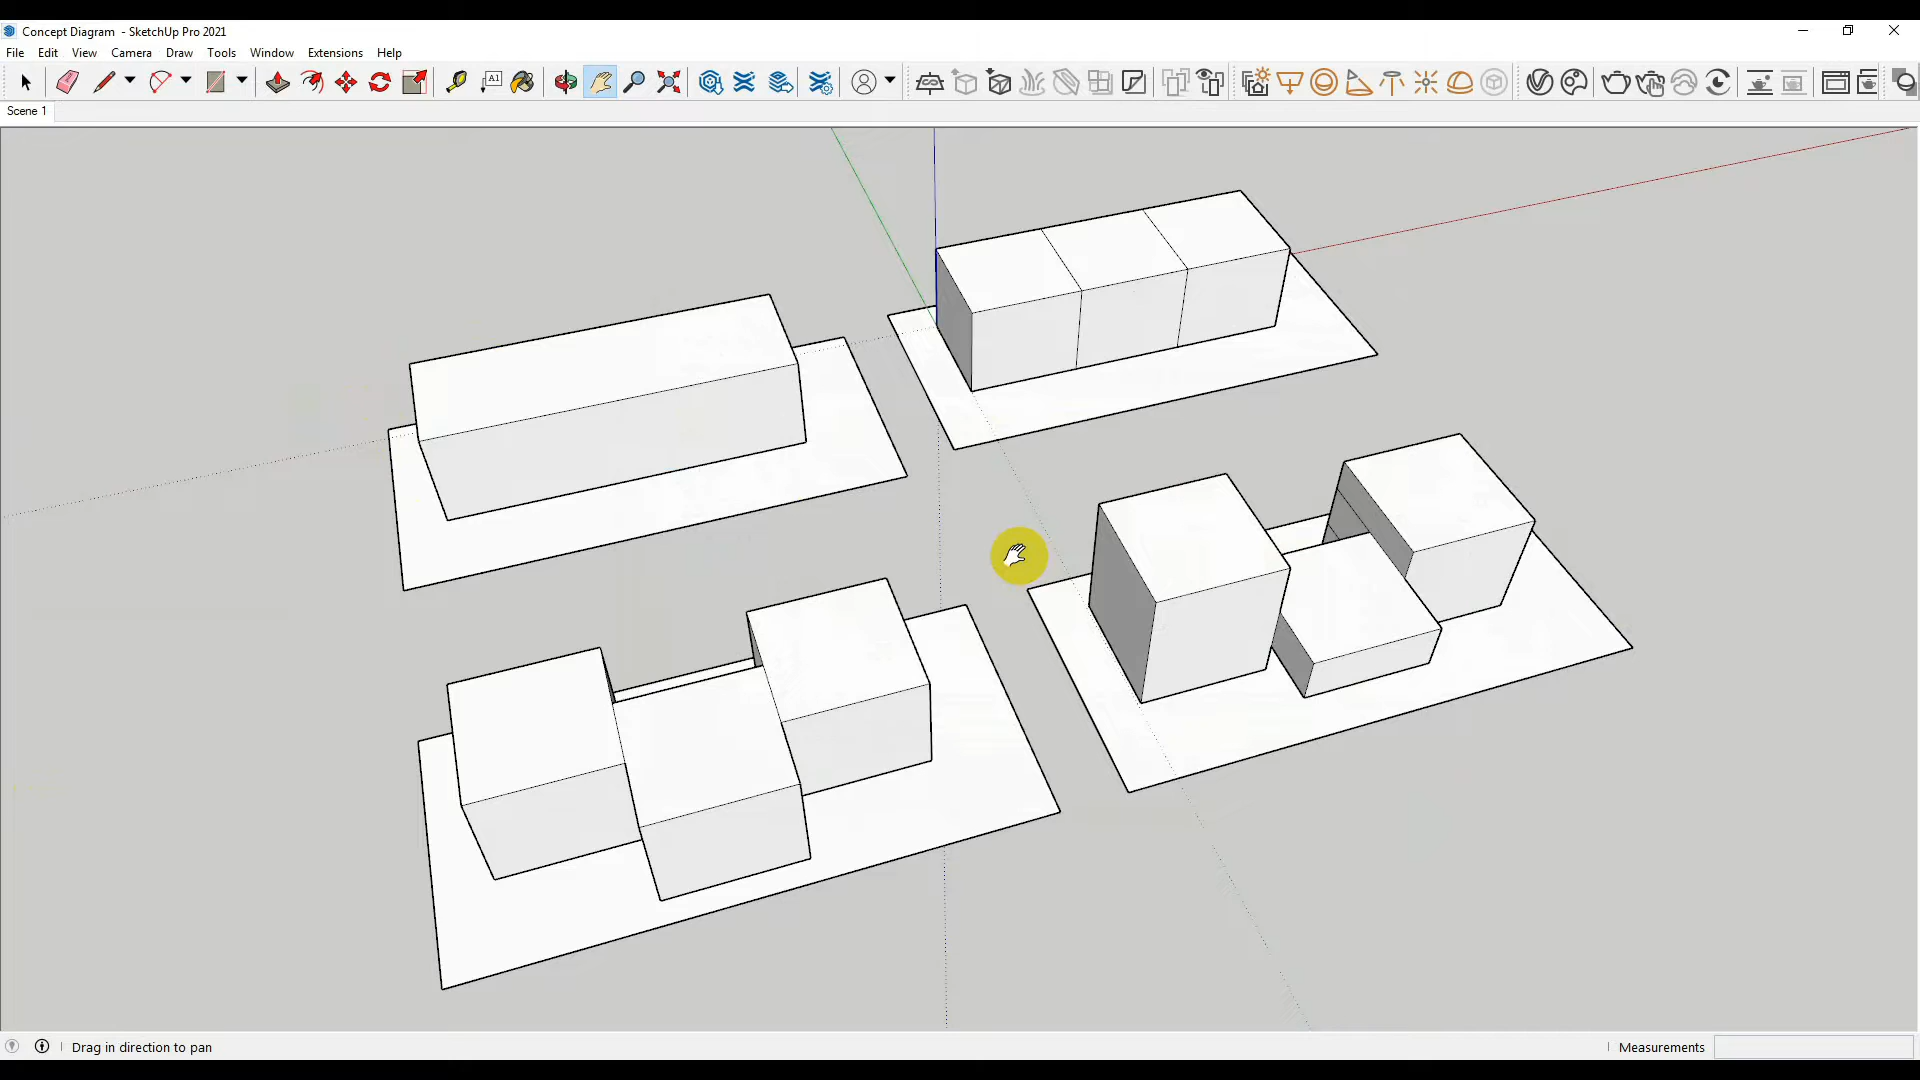 Concept Diagram - SketchUp Pro 2021
File Edit View Camera Draw Tools Window Extensions Help
A1
Scene 1
Drag in direction to pan
Measurements